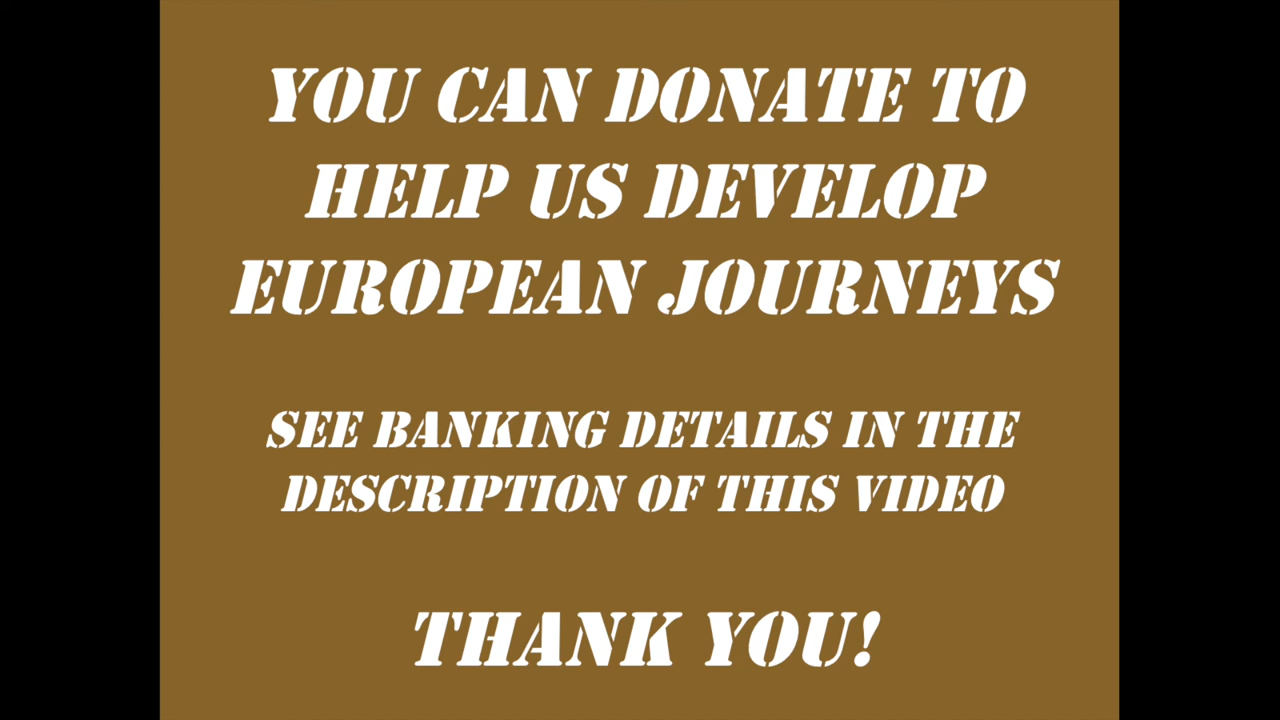 YOU CAN DONATE TO
HELP US DEVELOP
EUROPEAN JOURNEYS
SEE BANKING DETAILS IN THE
DESCRIPTION OF THIS VIDEO
THANK YOU!